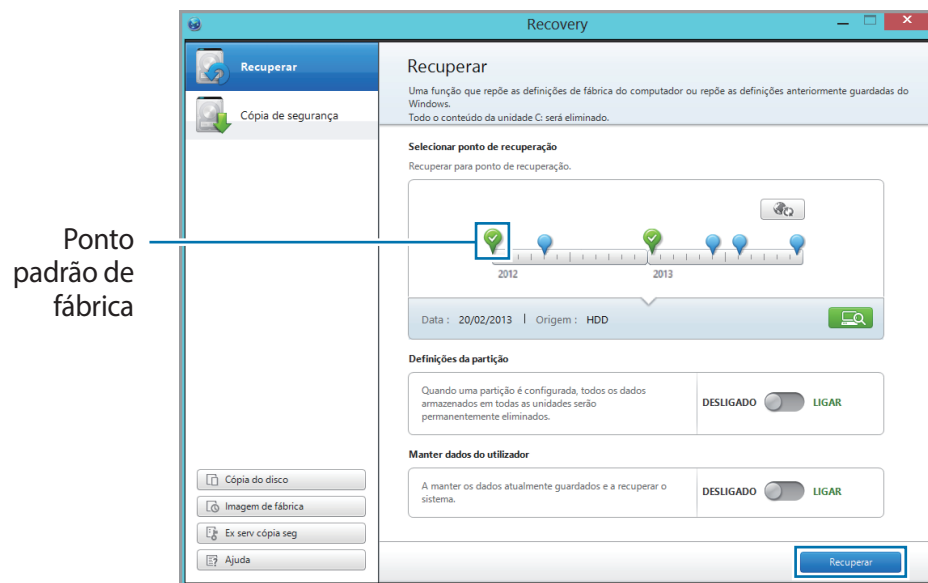 Recovery
Recuperar
Cópia de segurança
Recuperar
Uma função que repõe as definições de fábrica do computador ou repõe as definições anteriormente guardadas do
Windows.
Todo o conteúdo da unidade C: será eliminado.
Selecionar ponto de recuperação
Recuperar para ponto de recuperação.
2012
2013
Data : 20/02/2013 | Origem : HDD
Ponto
padrão de
fábrica
Definições da partição
Quando uma partição é configurada, todos os dados
armazenados em todas as unidades serão
permanentemente eliminados.
DESLIGADO LIGAR
Manter dados do utilizador
A manter os dados atualmente guardados e a recuperar o
sistema.
DESLIGADO LIGAR
Cópia do disco
Imagem de fábrica
Ex serv cópia seg
Ajuda
Recuperar